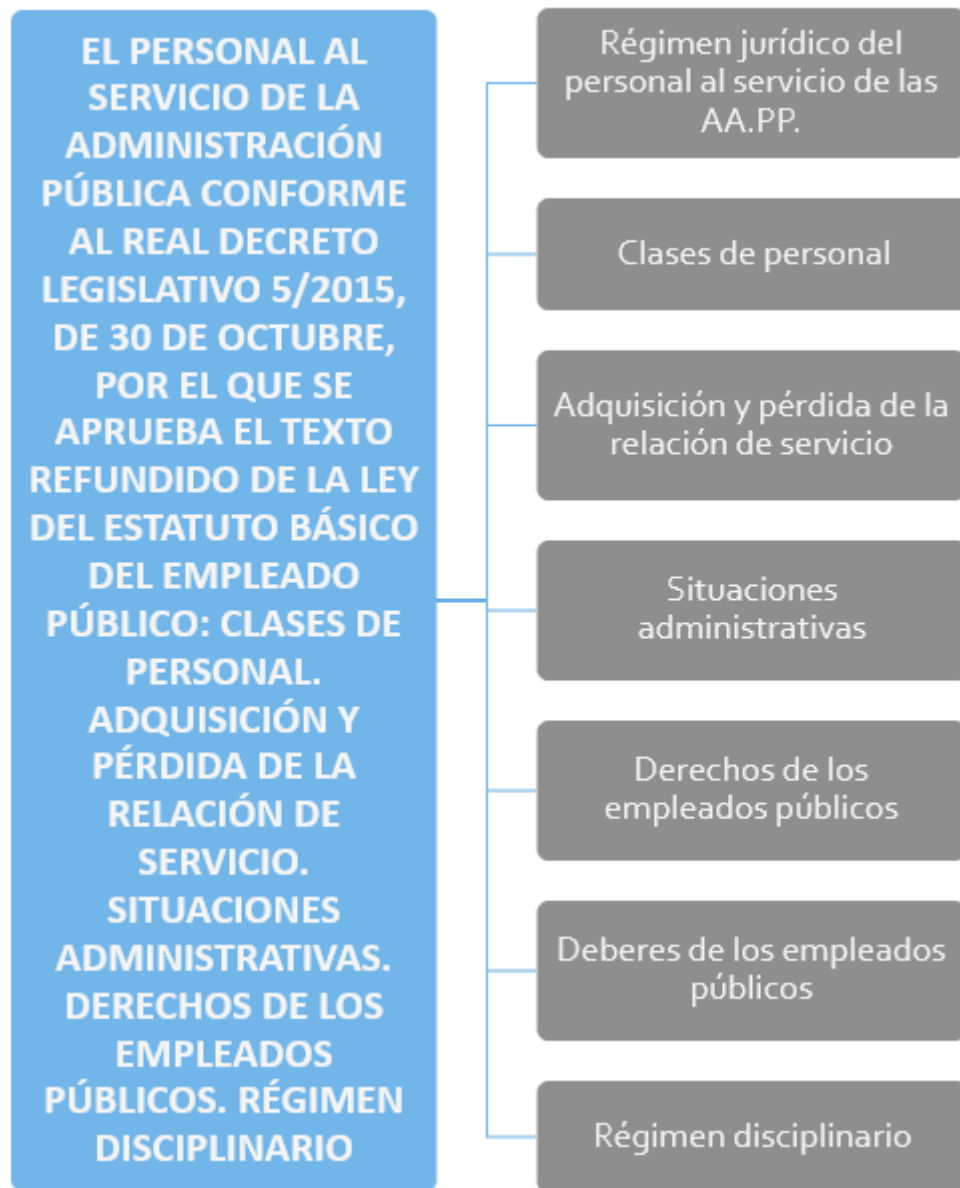 EL PERSONAL AL
SERVICIO DE LA
ADMINISTRACIÓN
PÚBLICA CONFORME
AL REAL DECRETO
LEGISLATIVO 5/2015,
DE 30 DE OCTUBRE,
POR EL QUE SE
APRUEBA EL TEXTO
REFUNDIDO DE LA LEY
DEL ESTATUTO BÁSICO
DEL EMPLEADO
PÚBLICO: CLASES DE
PERSONAL.
ADQUISICIÓN Y
PÉRDIDA DE LA
RELACIÓN DE
SERVICIO.
SITUACIONES
ADMINISTRATIVAS.
DERECHOS DE LOS
EMPLEADOS
PÚBLICOS. RÉGIMEN
DISCIPLINARIO
Régimen jurídico del
personal al servicio de las
AA.PP.
Clases de personal
Adquisición y pérdida de la
relación de servicio
Situaciones
administrativas
Derechos de los
empleados públicos
Deberes de los empleados
públicos
Régimen disciplinario